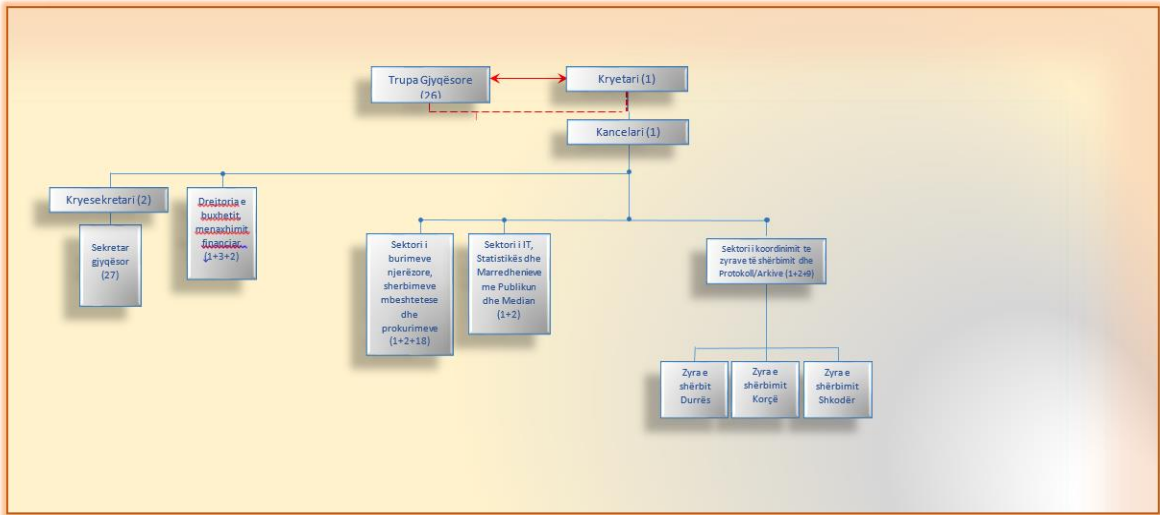 Trupa Gjyqësore
(26)
Kryetari (1)
Kancelari (1)
Kryesekretari (2)
Sekretar
gjyqësor
(27)
Drejtoria e
buxhetit
menaxhimit
financiar
(1+3+2)
Sektori i
burimeve
njerëzore,
sherbimeve
mbeshtetese
dhe
prokurimeve
(1+2+18)
Sektori i IT,
Statistikës dhe
Marredhenieve
me Publikun
dhe Median
(1+2)
Sektori i koordinimit te
zyrave të shërbimit dhe
Protokoll/Arkive (1+2+9)
Zyra e
shërbit
Durrës
Zyra e
shërbimit
Korçë
Zyra e
shërbimit
Shkodër